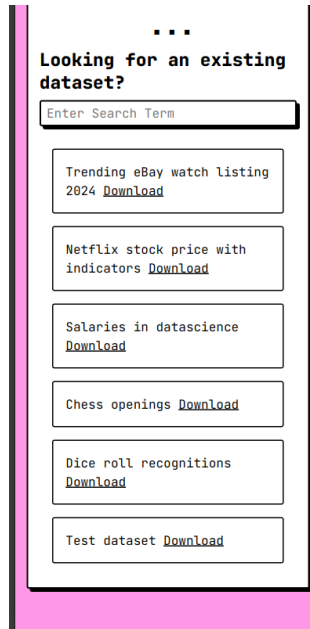 ...
Looking for an existing
dataset?
Enter Search Term
Trending eBay watch listing
2024 Download
Netflix stock price with
indicators Download
Salaries in datascience
Download
Chess openings Download
Dice roll recognitions
Download
Test dataset Download